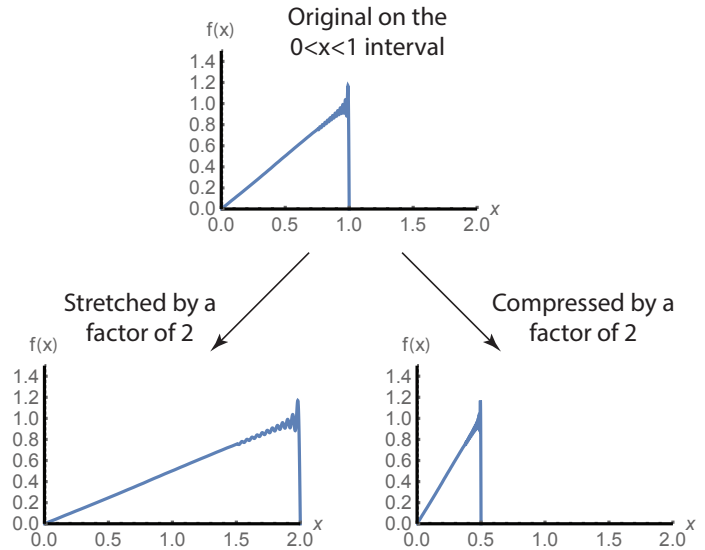 Original on the
0<x<1 interval
f(x)
1.4
1.2
1.0
0.8
0.6
0.4
0.2
0.0
0.0 0.5 1.0 1.5 2.0 x
Stretched by a
factor of 2
f(x)
1.4
1.2
1.0
0.8
0.6
0.4
0.2
0.0
0.0 0.5 1.0 1.5 2.0 x
Compressed by a
factor of 2
f(x)
1.4
1.2
1.0
0.8
0.6
0.4
0.2
0.0
0.0 0.5 1.0 1.5 2.0 x